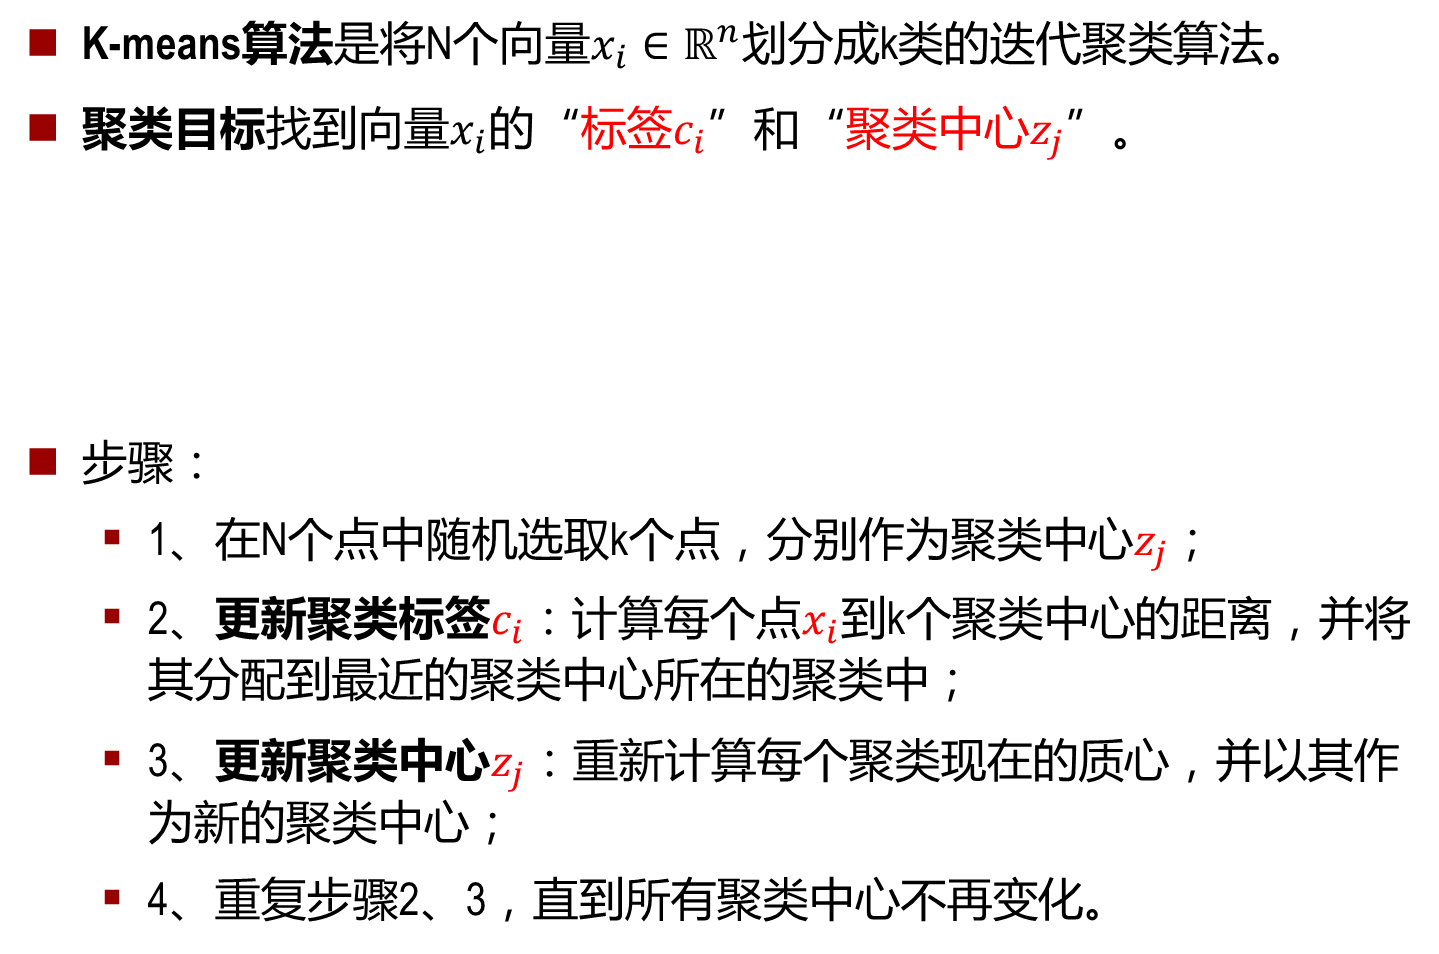 K-means算法是将N个向量xᵢ ∈ ℝⁿ划分成k类的迭代聚类算法。
聚类目标找到向量xᵢ的“标签cᵢ”和“聚类中心zⱼ”。
步骤：
1、在N个点中随机选取k个点，分别作为聚类中心zⱼ；
2、更新聚类标签cᵢ：计算每个点xᵢ到k个聚类中心的距离，并将
其分配到最近的聚类中心所在的聚类中；
3、更新聚类中心zⱼ：重新计算每个聚类现在的质心，并以其作
为新的聚类中心；
4、重复步骤2、3，直到所有聚类中心不再变化。